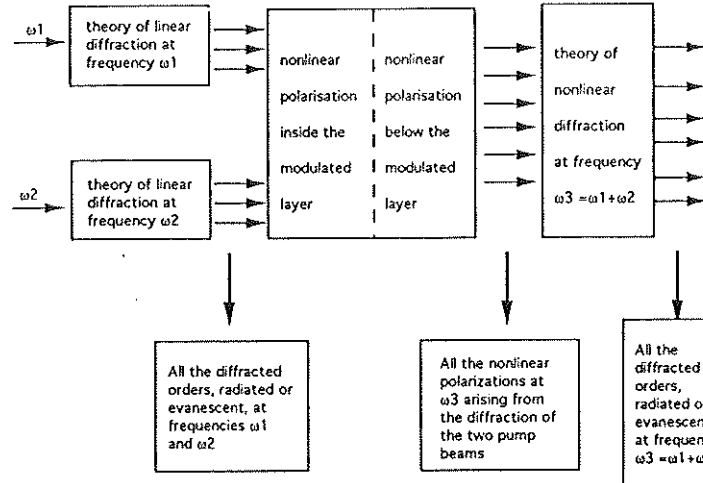 ω1
theory of linear
diffraction at
frequency ω1
ω2
theory of linear
diffraction at
frequency ω2
nonlinear
polarisation
inside the
modulated
layer
nonlinear
polarisation
below the
modulated
layer
theory of
nonlinear
diffraction
at frequency
ω3 =ω1+ω2
All the diffracted
orders, radiated or
evanescent, at
frequencies ω1
and ω2
All the nonlinear
polarizations at
ω3 arising from
the diffraction of
the two pump
beams
All the
diffracted
orders,
radiated o
evanescen
at frequen
ω3 =ω1+ω